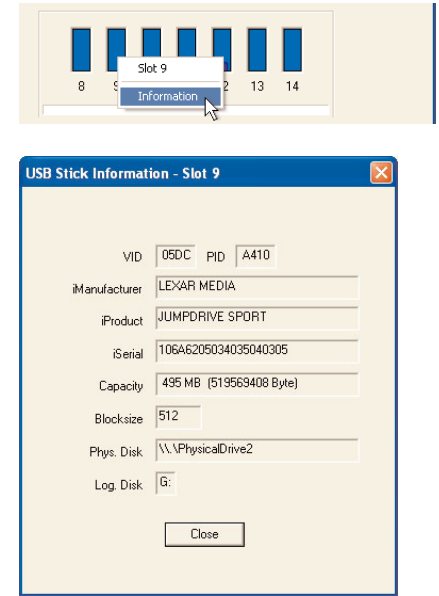 Slot 9
8 9 2 13 14
Information
USB Stick Information - Slot 9
VID 05DC PID A410
iManufacturer LEXAR MEDIA
iProduct JUMPDRIVE SPORT
iSerial 106A6205034035040305
Capacity 495 MB (519569408 Byte)
Blocksize 512
Phys. Disk \\.\PhysicalDrive2
Log. Disk G:
Close